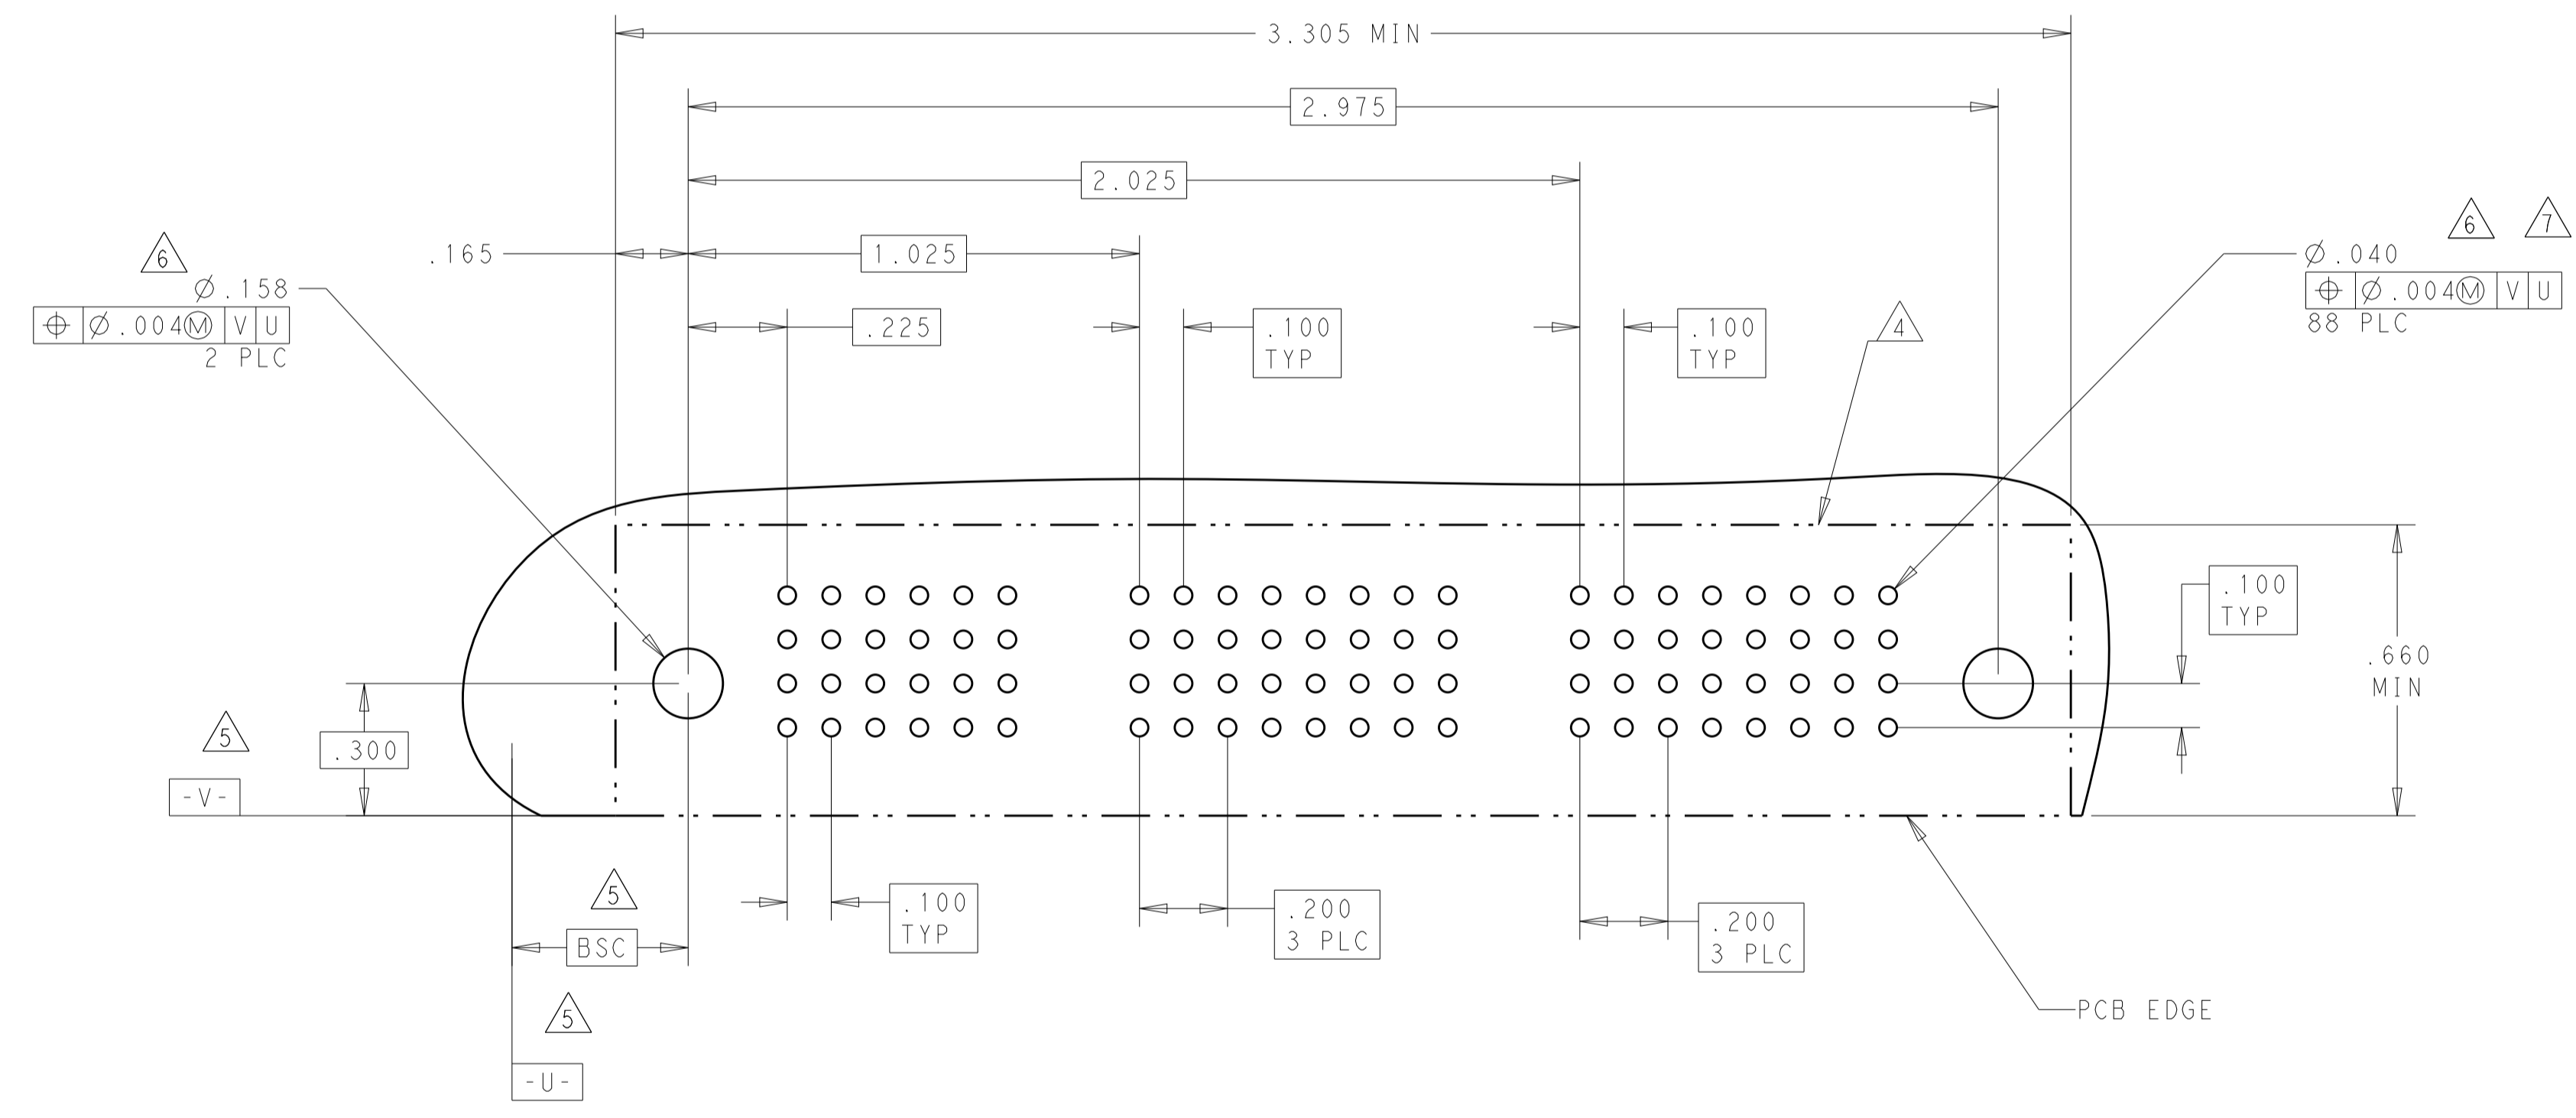 3.305 MIN
2.975
2.025
.165
1.025
6
Ø.158
⌖ Ø.004Ⓜ V U
2 PLC
.225
.100
TYP
.100
TYP
4
6
7
Ø.040
⌖ Ø.004Ⓜ V U
88 PLC
.100
TYP
.660
MIN
5
-V-
.300
5
BSC
5
-U-
.100
TYP
.200
3 PLC
.200
3 PLC
PCB EDGE